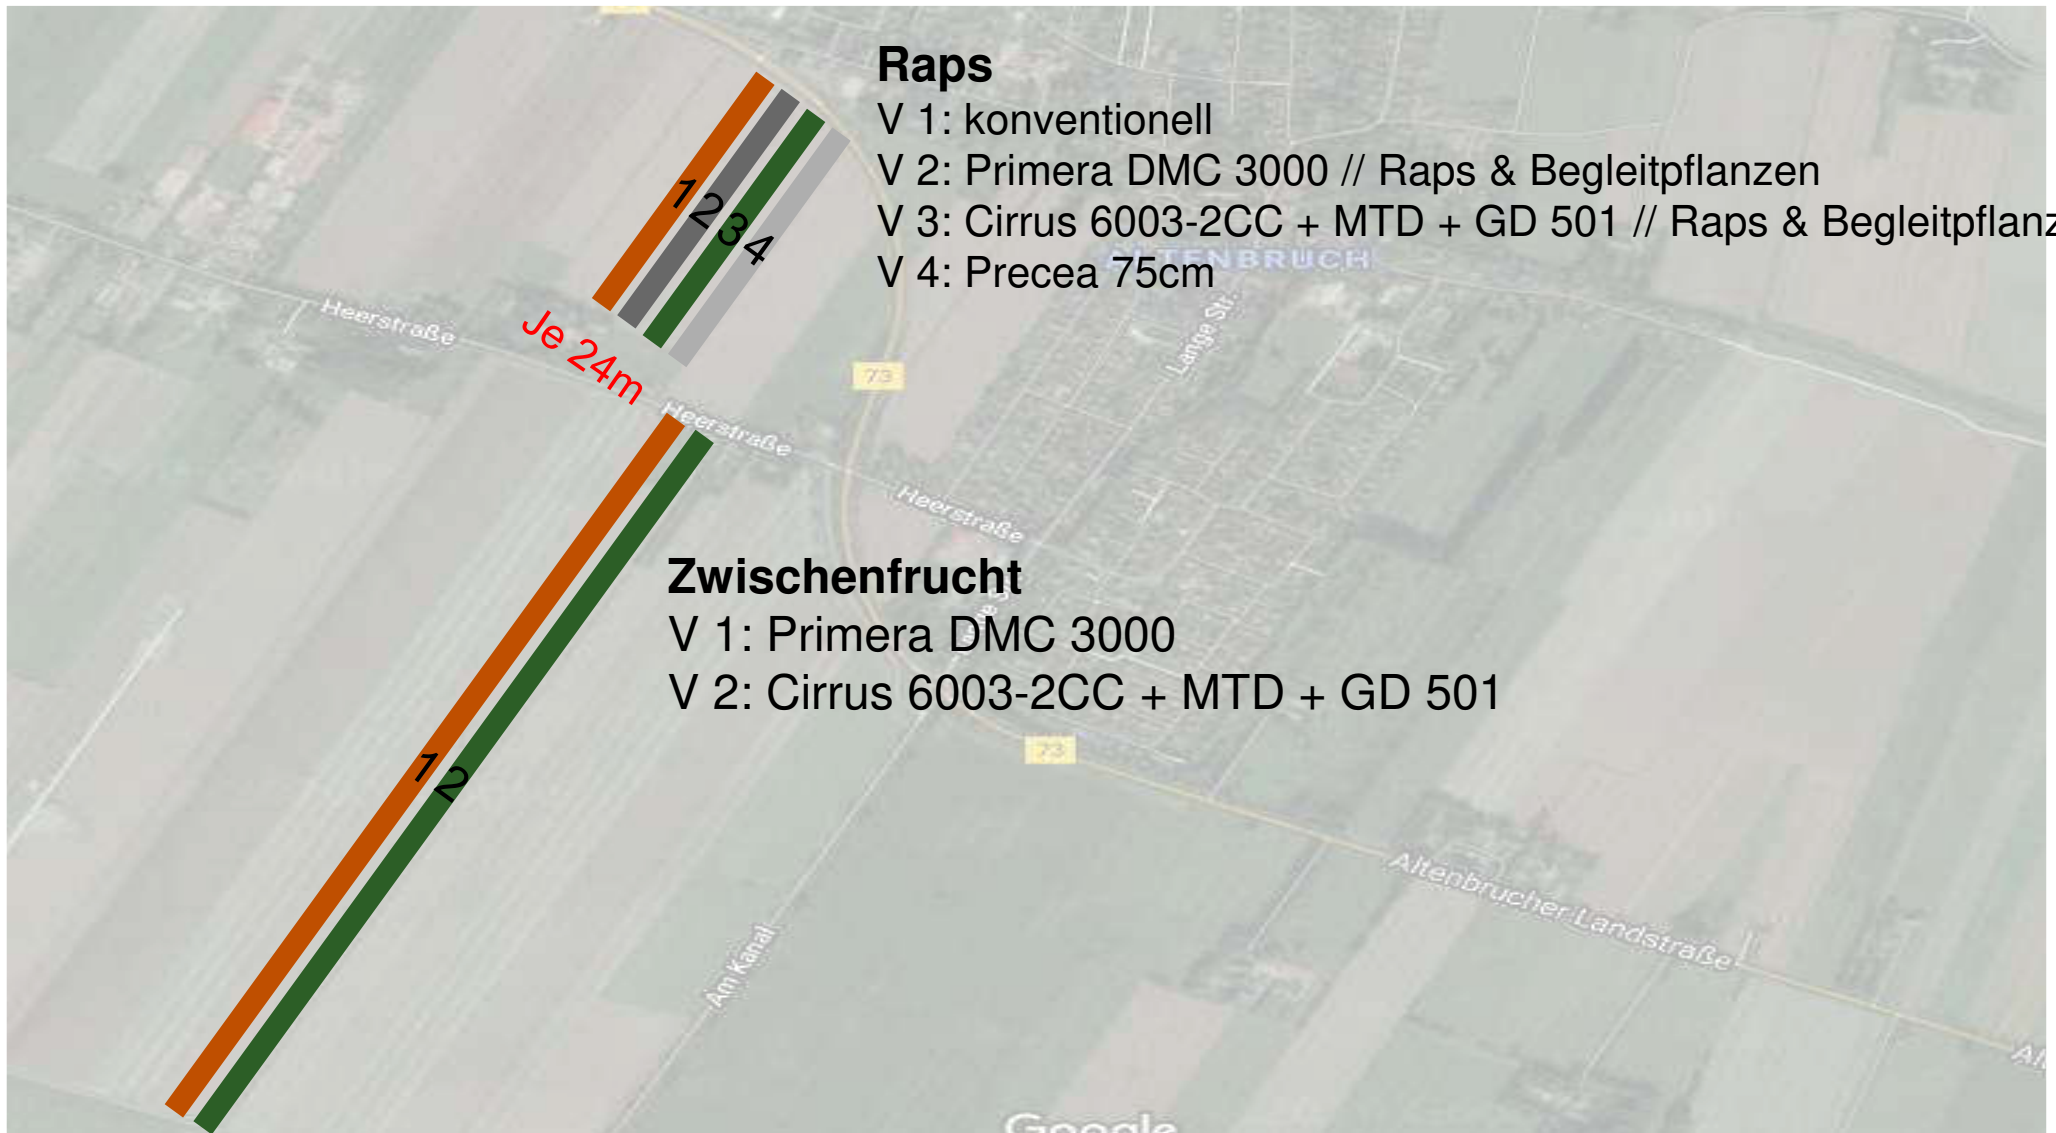 Raps
V 1: konventionell
V 2: Primera DMC 3000 // Raps & Begleitpflanzen
V 3: Cirrus 6003-2CC + MTD + GD 501 // Raps & Begleitpflanz
V 4: Precea 75cm
ALTENBRUCH
1 2 3 4
Heerstraße
Je 24m
Lange Str.
73
Heerstraße
Heerstraße
Zwischenfrucht
V 1: Primera DMC 3000
V 2: Cirrus 6003-2CC + MTD + GD 501
73
1 2
Altenbrucher Landstraße
Am Kanal
Google